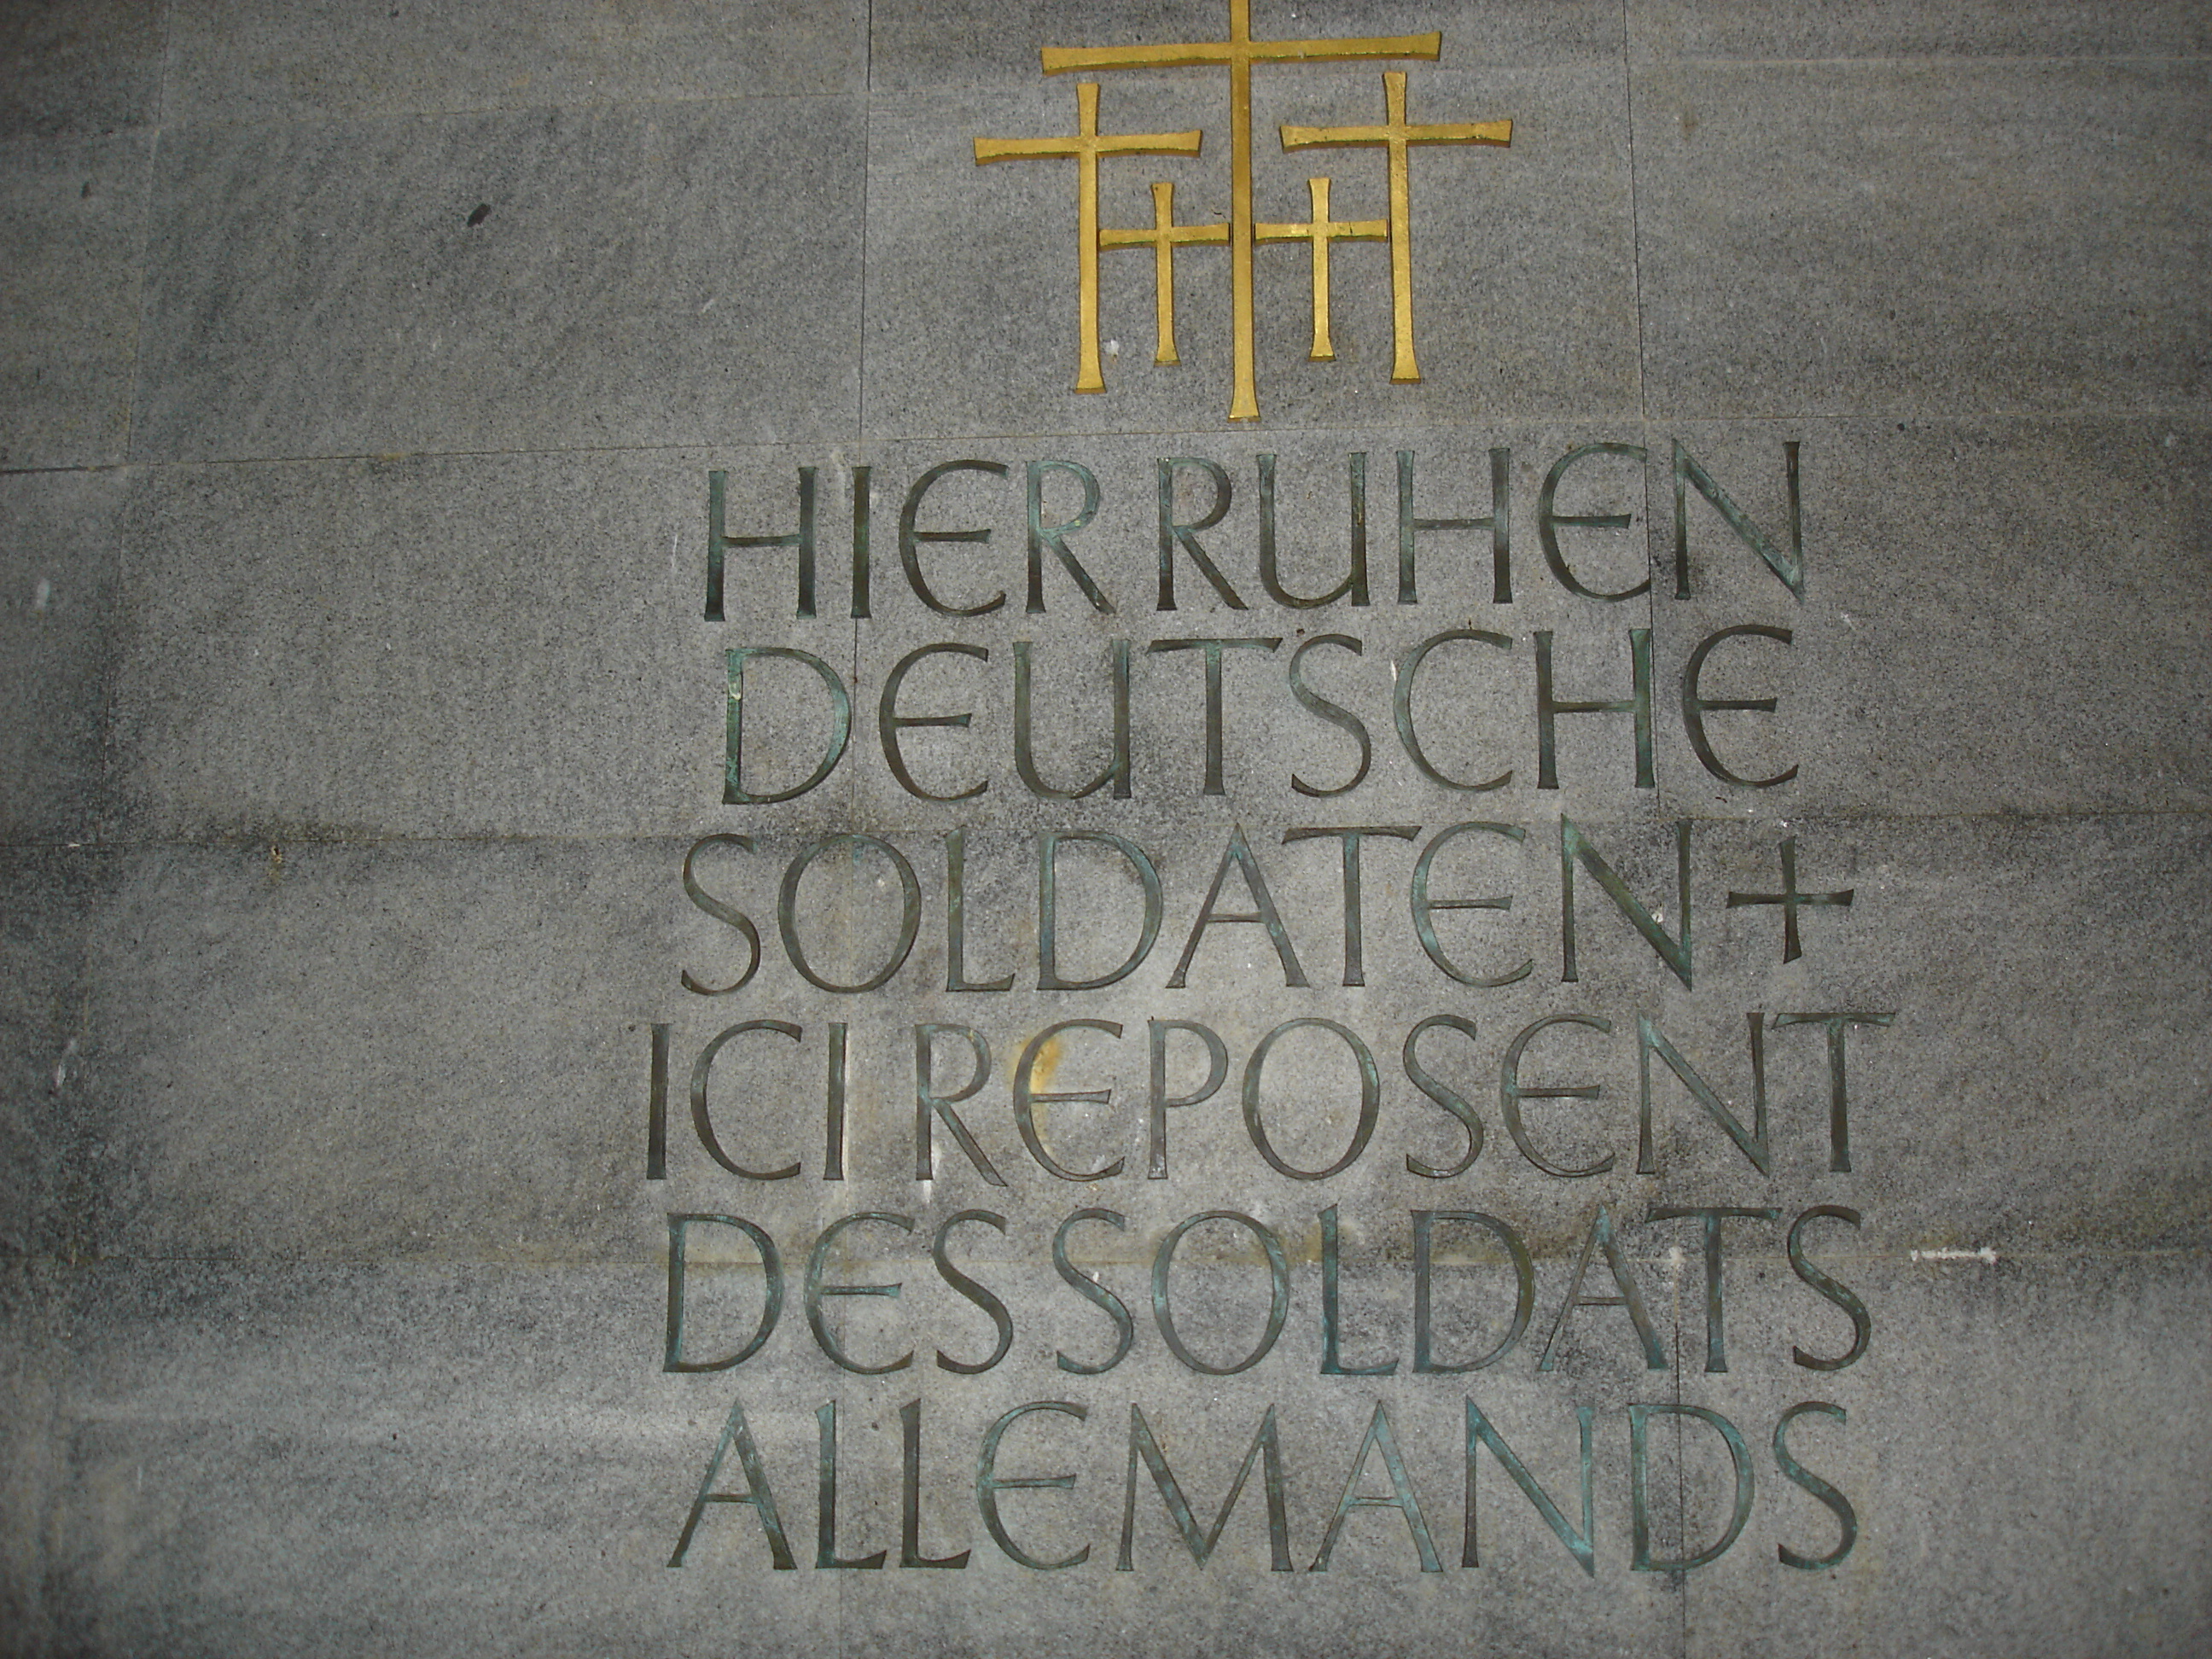 HIER RUHEN
DEUTSCHE
SOLDATEN +
ICI REPOSENT
DES SOLDATS
ALLEMANDS